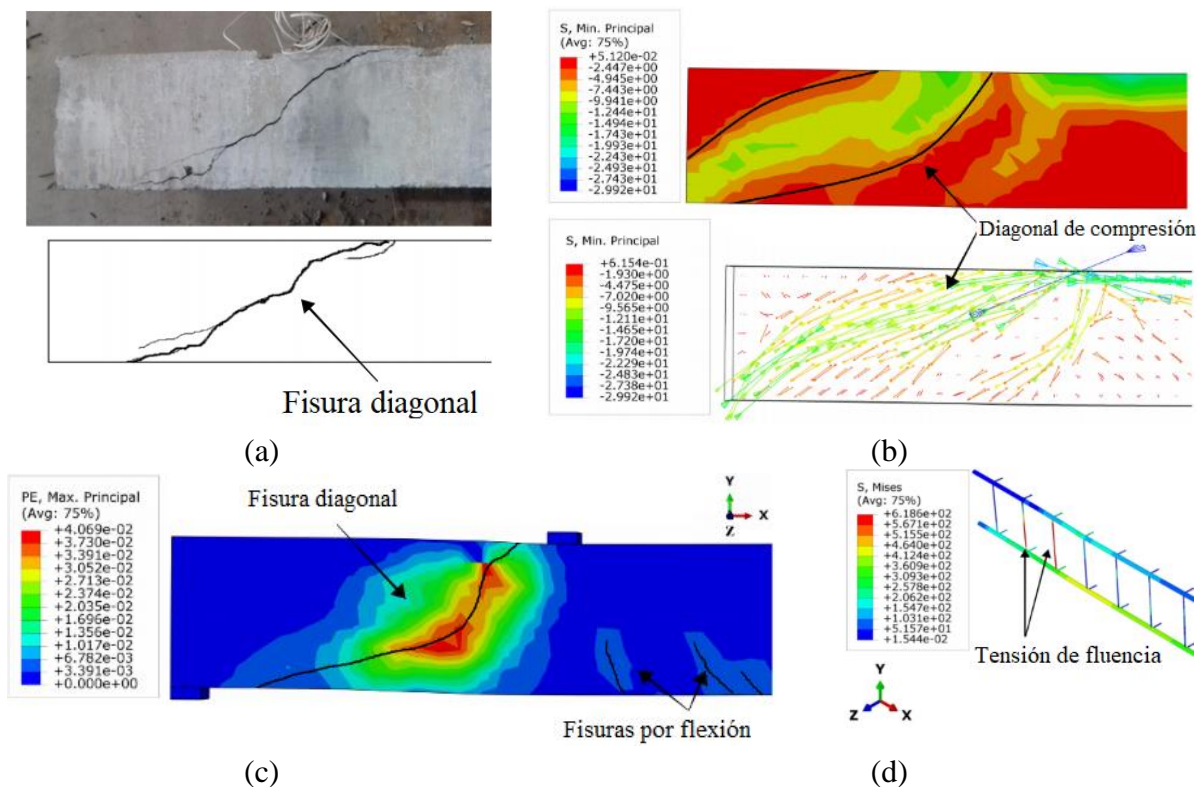 Fisura diagonal
(a)
S, Min. Principal
(Avg: 75%)
+5.120e-02
-2.447e+00
-4.945e+00
-7.443e+00
-9.941e+00
-1.244e+01
-1.494e+01
-1.743e+01
-1.993e+01
-2.243e+01
-2.493e+01
-2.743e+01
-2.992e+01
Diagonal de compresión
S, Min. Principal
+6.154e-01
-1.930e+00
-4.475e+00
-7.020e+00
-9.565e+00
-1.211e+01
-1.465e+01
-1.720e+01
-1.974e+01
-2.229e+01
-2.483e+01
-2.738e+01
-2.992e+01
(b)
PE, Max. Principal
(Avg: 75%)
+4.069e-02
+3.730e-02
+3.391e-02
+3.052e-02
+2.713e-02
+2.374e-02
+2.035e-02
+1.696e-02
+1.356e-02
+1.017e-02
+6.782e-03
+3.391e-03
+0.000e+00
Fisura diagonal
Y
X
Z
Fisuras por flexión
(c)
S, Mises
(Avg: 75%)
+6.186e+02
+5.671e+02
+5.155e+02
+4.640e+02
+4.124e+02
+3.609e+02
+3.093e+02
+2.578e+02
+2.062e+02
+1.547e+02
+1.031e+02
+5.157e+01
+1.544e-02
Tensión de fluencia
Y
Z
X
(d)